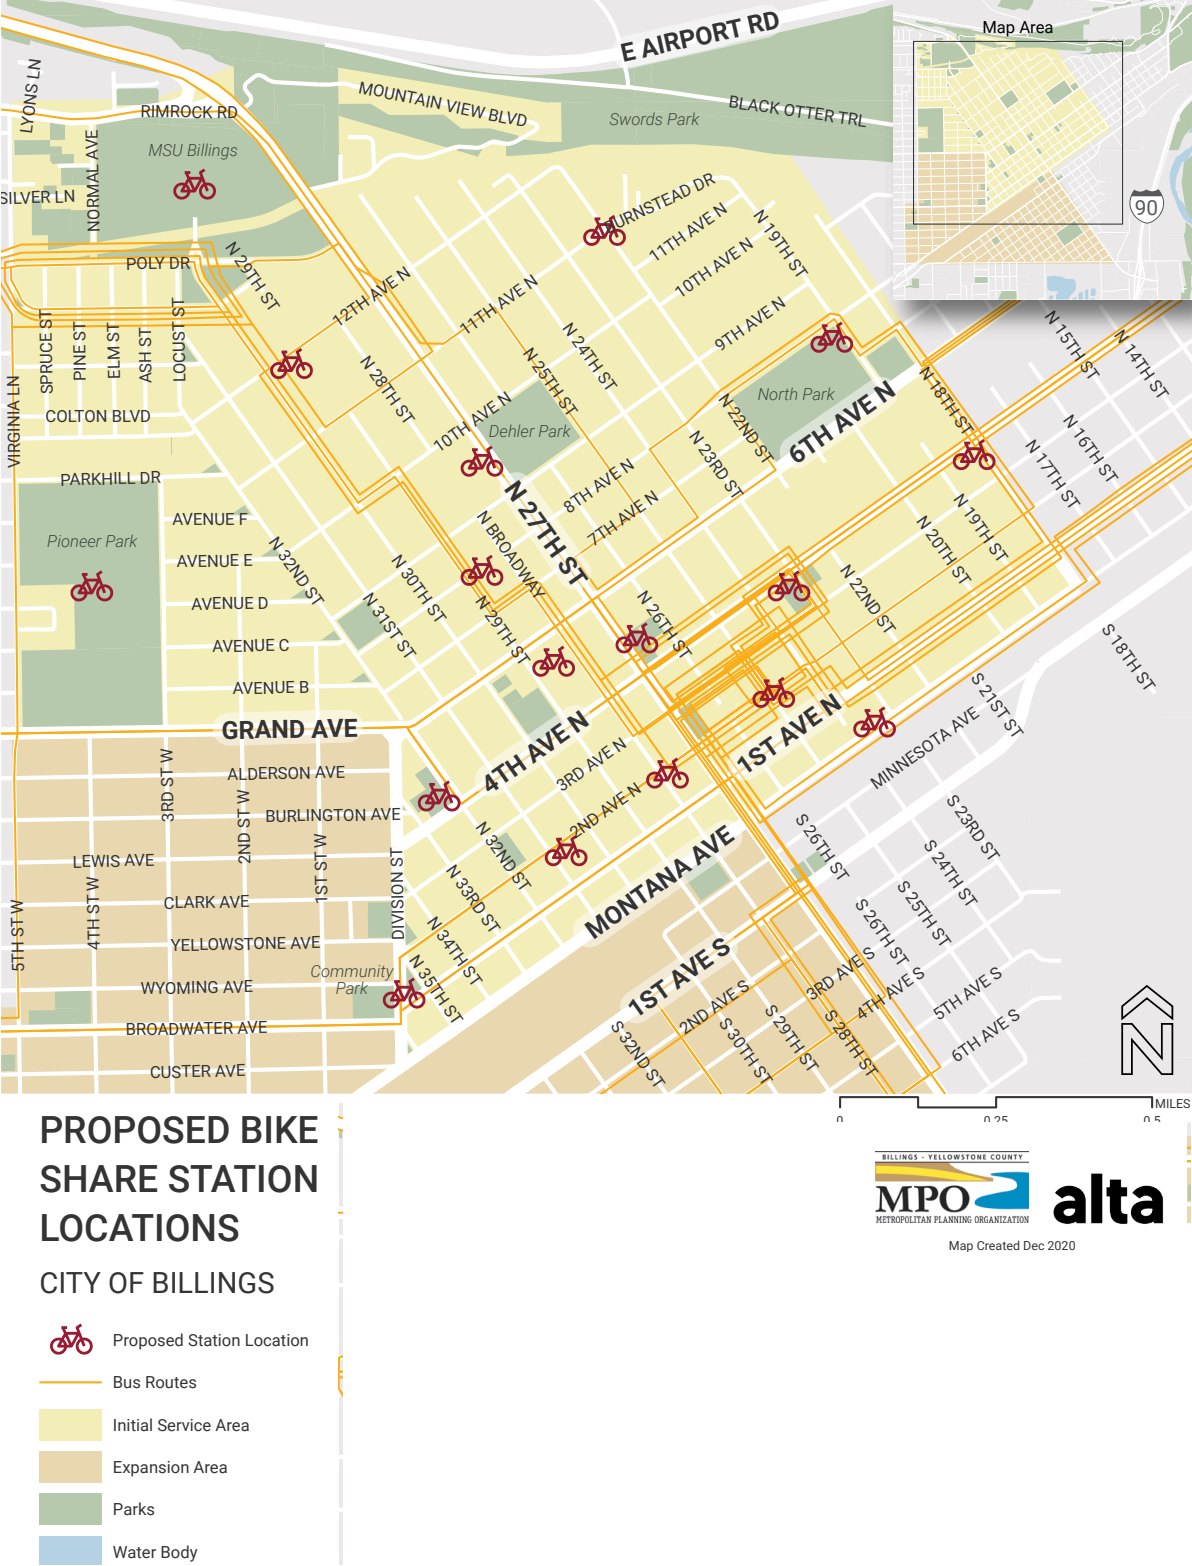 E AIRPORT RD
Map Area
LYONS LN
MOUNTAIN VIEW BLVD
BLACK OTTER TRL
RIMROCK RD
Swords Park
MSU Billings
NORMAL AVE
SILVER LN
90
BURNSTEAD DR
11TH AVE N
N 19TH ST
10TH AVE N
POLY DR
N 29TH ST
12TH AVE N
11TH AVE N
9TH AVE N
SPRUCE ST
PINE ST
ELM ST
ASH ST
LOCUST ST
N 24TH ST
N 25TH ST
N 15TH ST
N 14TH ST
N 28TH ST
North Park
N 18TH ST
VIRGINIA LN
COLTON BLVD
10TH AVE N
Dehler Park
N 22ND ST
6TH AVE N
N 23RD ST
N 16TH ST
N 17TH ST
PARKHILL DR
8TH AVE N
7TH AVE N
N 27TH ST
N 19TH ST
N 20TH ST
AVENUE F
Pioneer Park
AVENUE E
N 32ND ST
N BROADWAY
N 30TH ST
N 31ST ST
N 29TH ST
N 26TH ST
N 22ND ST
AVENUE D
AVENUE C
AVENUE B
S 18TH ST
S 21ST ST
GRAND AVE
4TH AVE N
3RD AVE N
1ST AVE N
MINNESOTA AVE
3RD ST W
ALDERSON AVE
2ND ST W
BURLINGTON AVE
2ND AVE N
1ST ST W
LEWIS AVE
N 32ND ST
S 26TH ST
S 23RD ST
S 24TH ST
4TH ST W
CLARK AVE
DIVISION ST
N 33RD ST
MONTANA AVE
S 25TH ST
S 26TH ST
5TH ST W
YELLOWSTONE AVE
N 34TH ST
Community
Park
N 35TH ST
1ST AVE S
3RD AVE S
4TH AVE S
5TH AVE S
WYOMING AVE
2ND AVE S
BROADWATER AVE
S 32ND ST
S 30TH ST
S 29TH ST
S 28TH ST
6TH AVE S
N
CUSTER AVE
MILES
0 0.25 0.5
PROPOSED BIKE
SHARE STATION
LOCATIONS
CITY OF BILLINGS
BILLINGS - YELLOWSTONE COUNTY
MPO
METROPOLITAN PLANNING ORGANIZATION
alta
Map Created Dec 2020
Proposed Station Location
Bus Routes
Initial Service Area
Expansion Area
Parks
Water Body